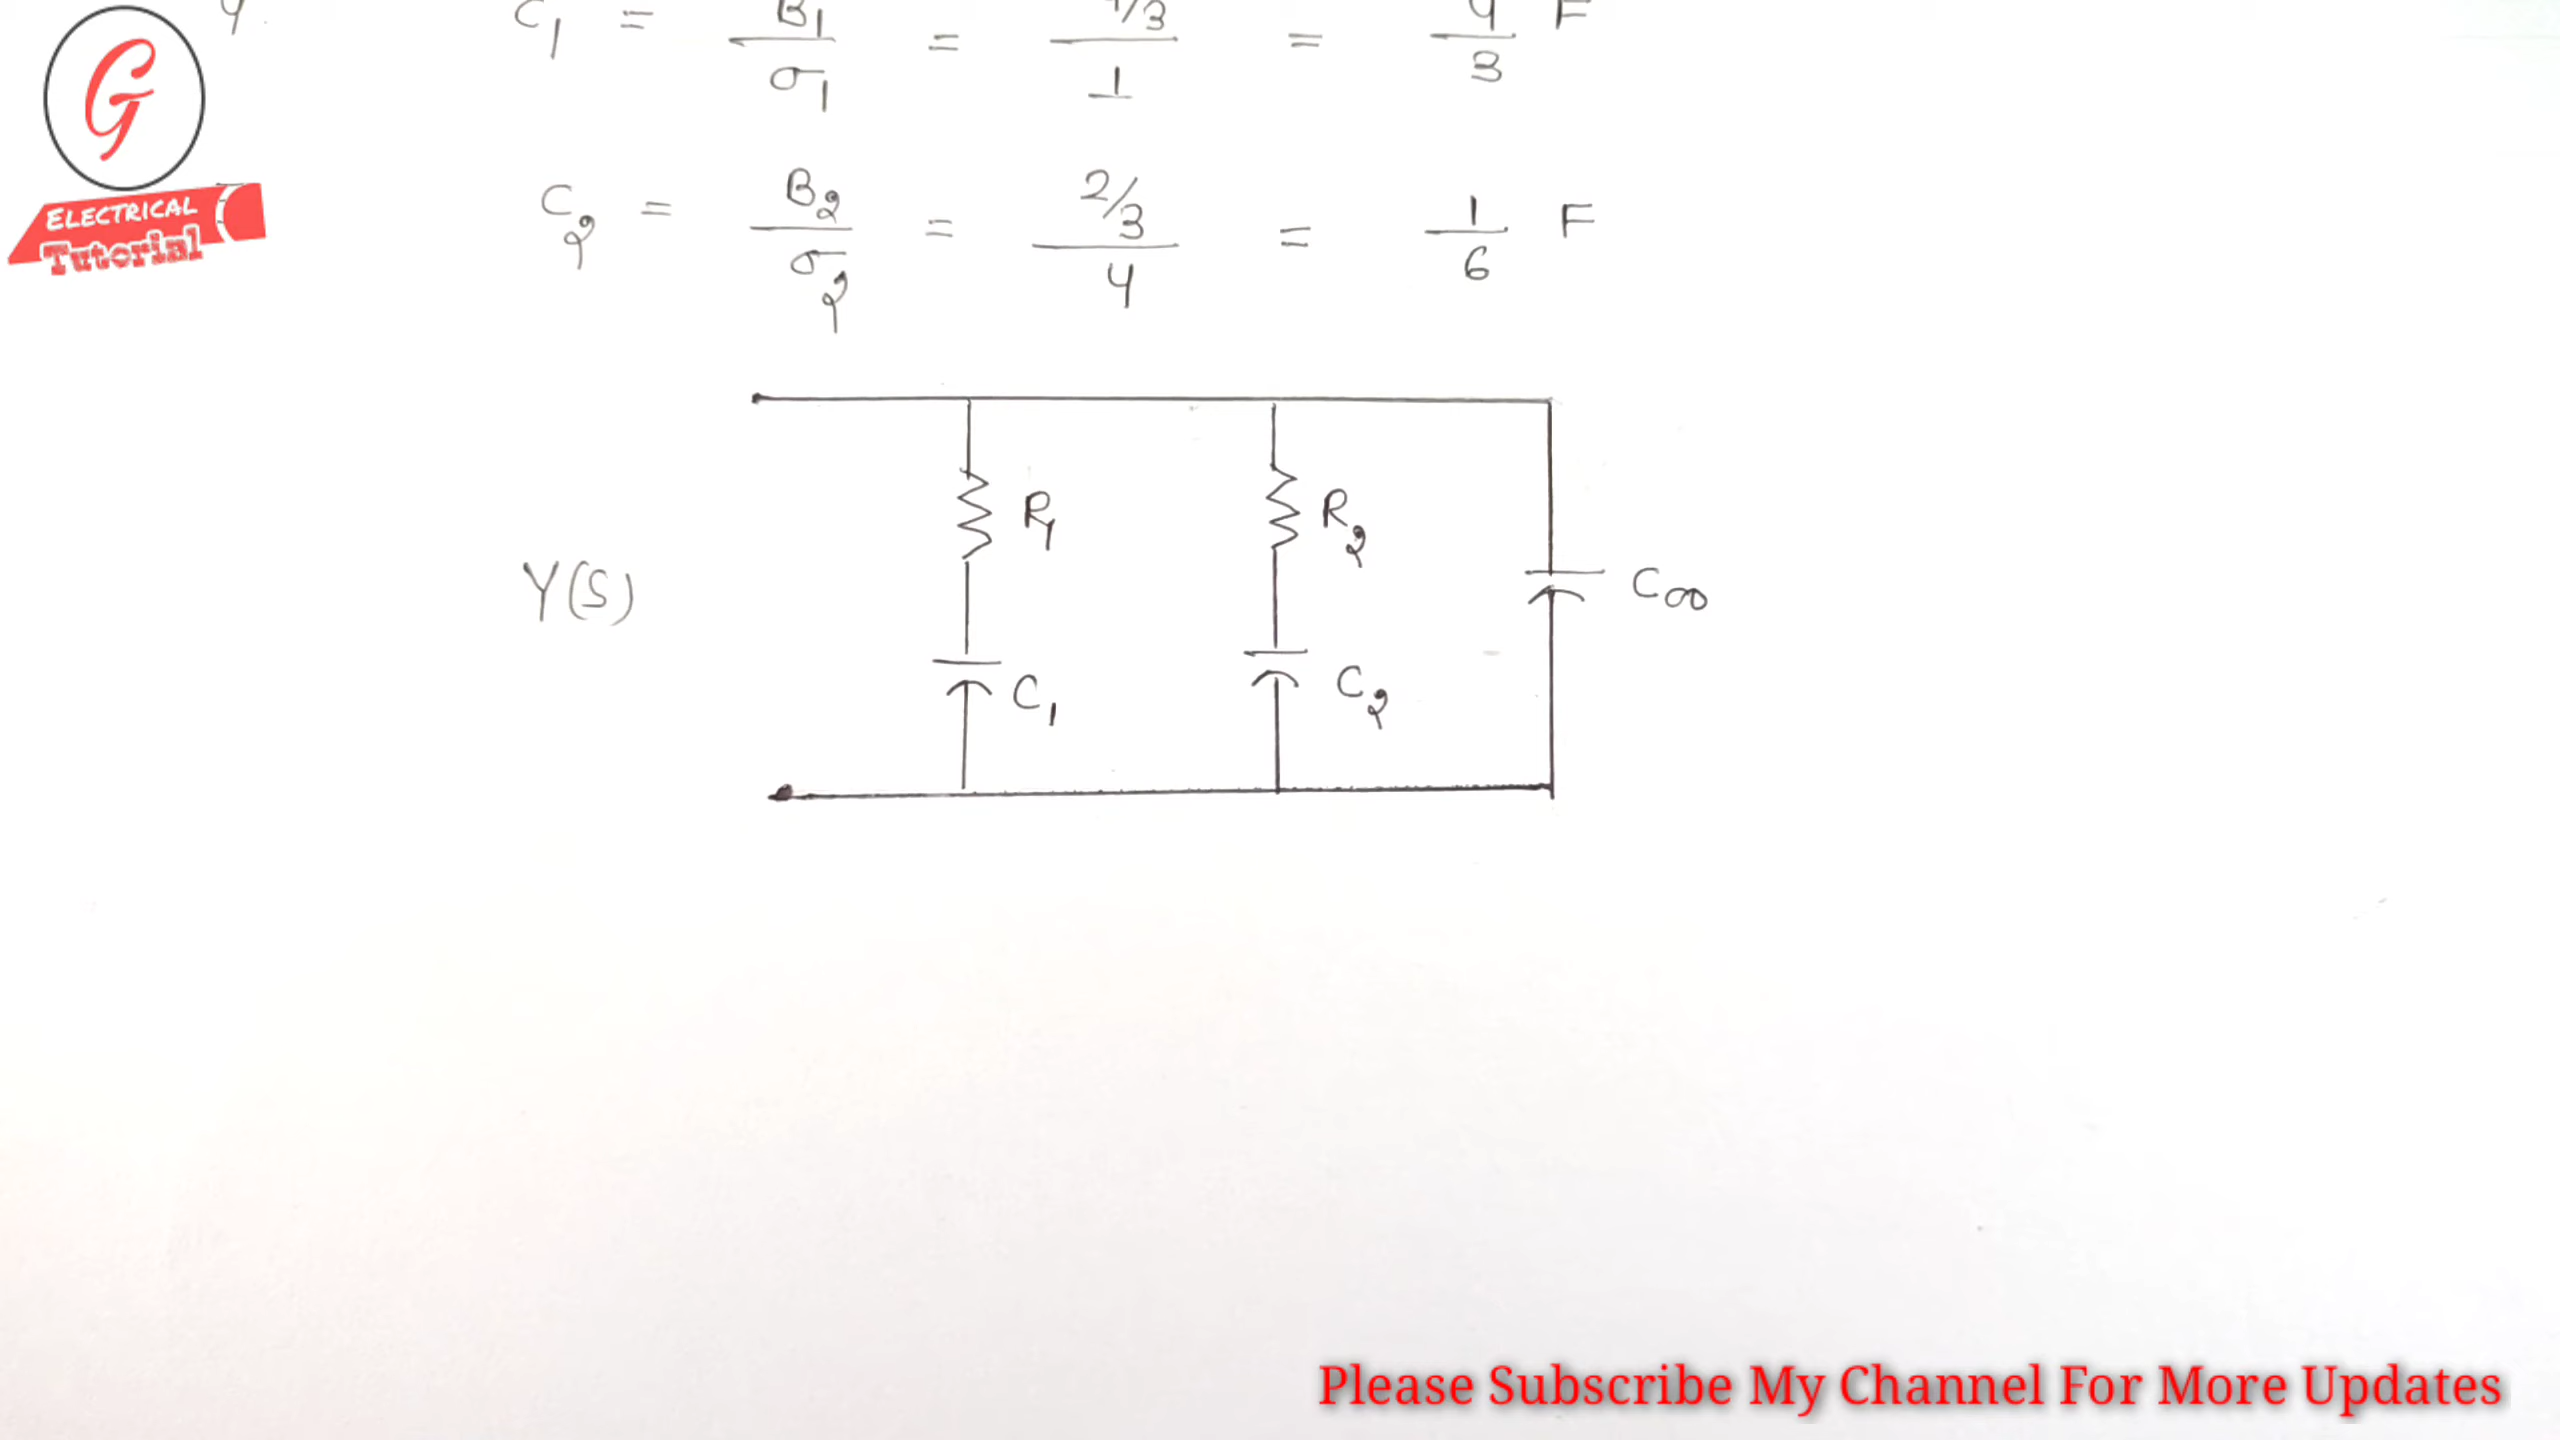 C₁ = B₁/σ₁ = 4/3 / 1 = 4/3 F
G
ELECTRICAL
Tutorial
C₂ = B₂/σ₂ = 2/3 / 4 = 1/6 F
R₁ R₂
Y(S) C∞
C₁ C₂
Please Subscribe My Channel For More Updates